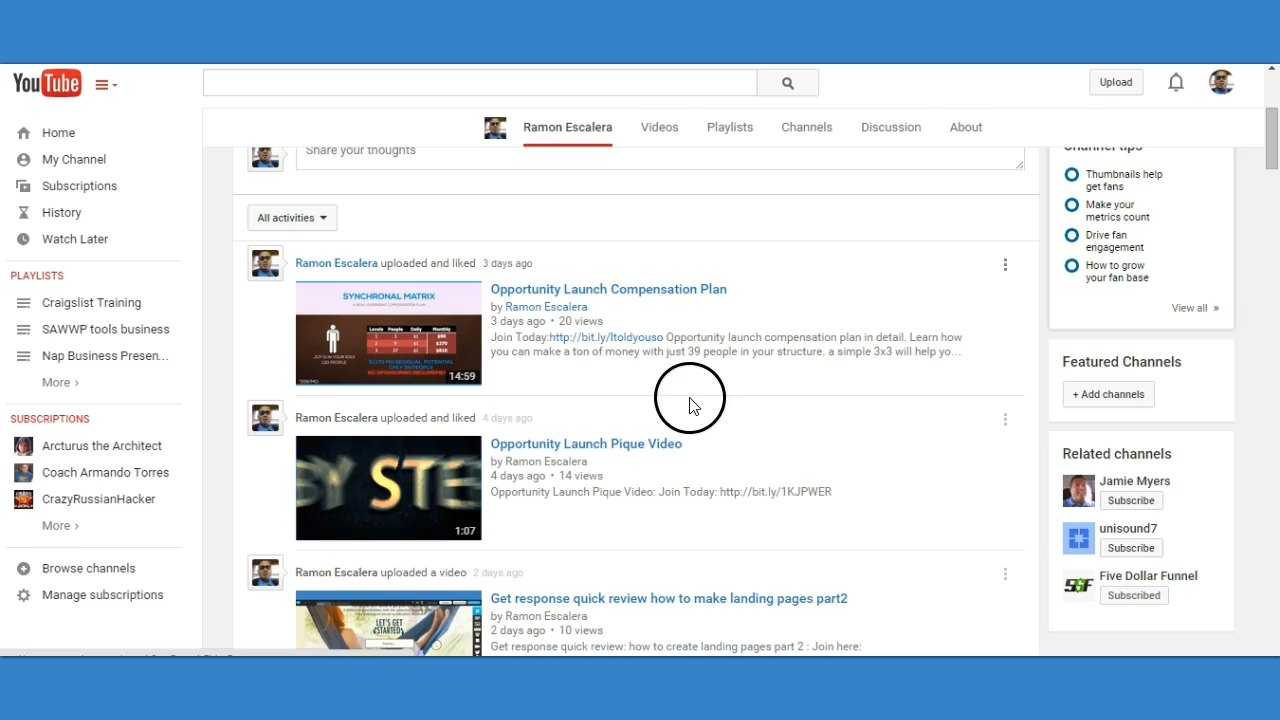 YouTube
Upload
Ramon Escalera
Videos
Playlists
Channels
Discussion
About
Home
My Channel
Subscriptions
History
Watch Later
PLAYLISTS
Craigslist Training
SAWWP tools business
Nap Business Presen...
More ›
SUBSCRIPTIONS
Arcturus the Architect
Coach Armando Torres
CrazyRussianHacker
More ›
Browse channels
Manage subscriptions
Share your thoughts
All activities
Ramon Escalera uploaded and liked 3 days ago
SYNCHRONAL MATRIX
14:59
Opportunity Launch Compensation Plan
by Ramon Escalera
3 days ago • 20 views
Join Today:http://bit.ly/Itoldyouso Opportunity launch compensation plan in detail. Learn how
you can make a ton of money with just 39 people in your structure. a simple 3x3 will help yo...
Ramon Escalera uploaded and liked 4 days ago
SY STE
1:07
Opportunity Launch Pique Video
by Ramon Escalera
4 days ago • 14 views
Opportunity Launch Pique Video: Join Today: http://bit.ly/1KJPWER
Ramon Escalera uploaded a video 2 days ago
LET'S GET
STARTED
Get response quick review how to make landing pages part2
by Ramon Escalera
2 days ago • 10 views
Get response quick review: how to create landing pages part 2 : Join here:
Channel tips
Thumbnails help
get fans
Make your
metrics count
Drive fan
engagement
How to grow
your fan base
View all »
Featured Channels
+ Add channels
Related channels
Jamie Myers
Subscribe
unisound7
Subscribe
Five Dollar Funnel
Subscribed